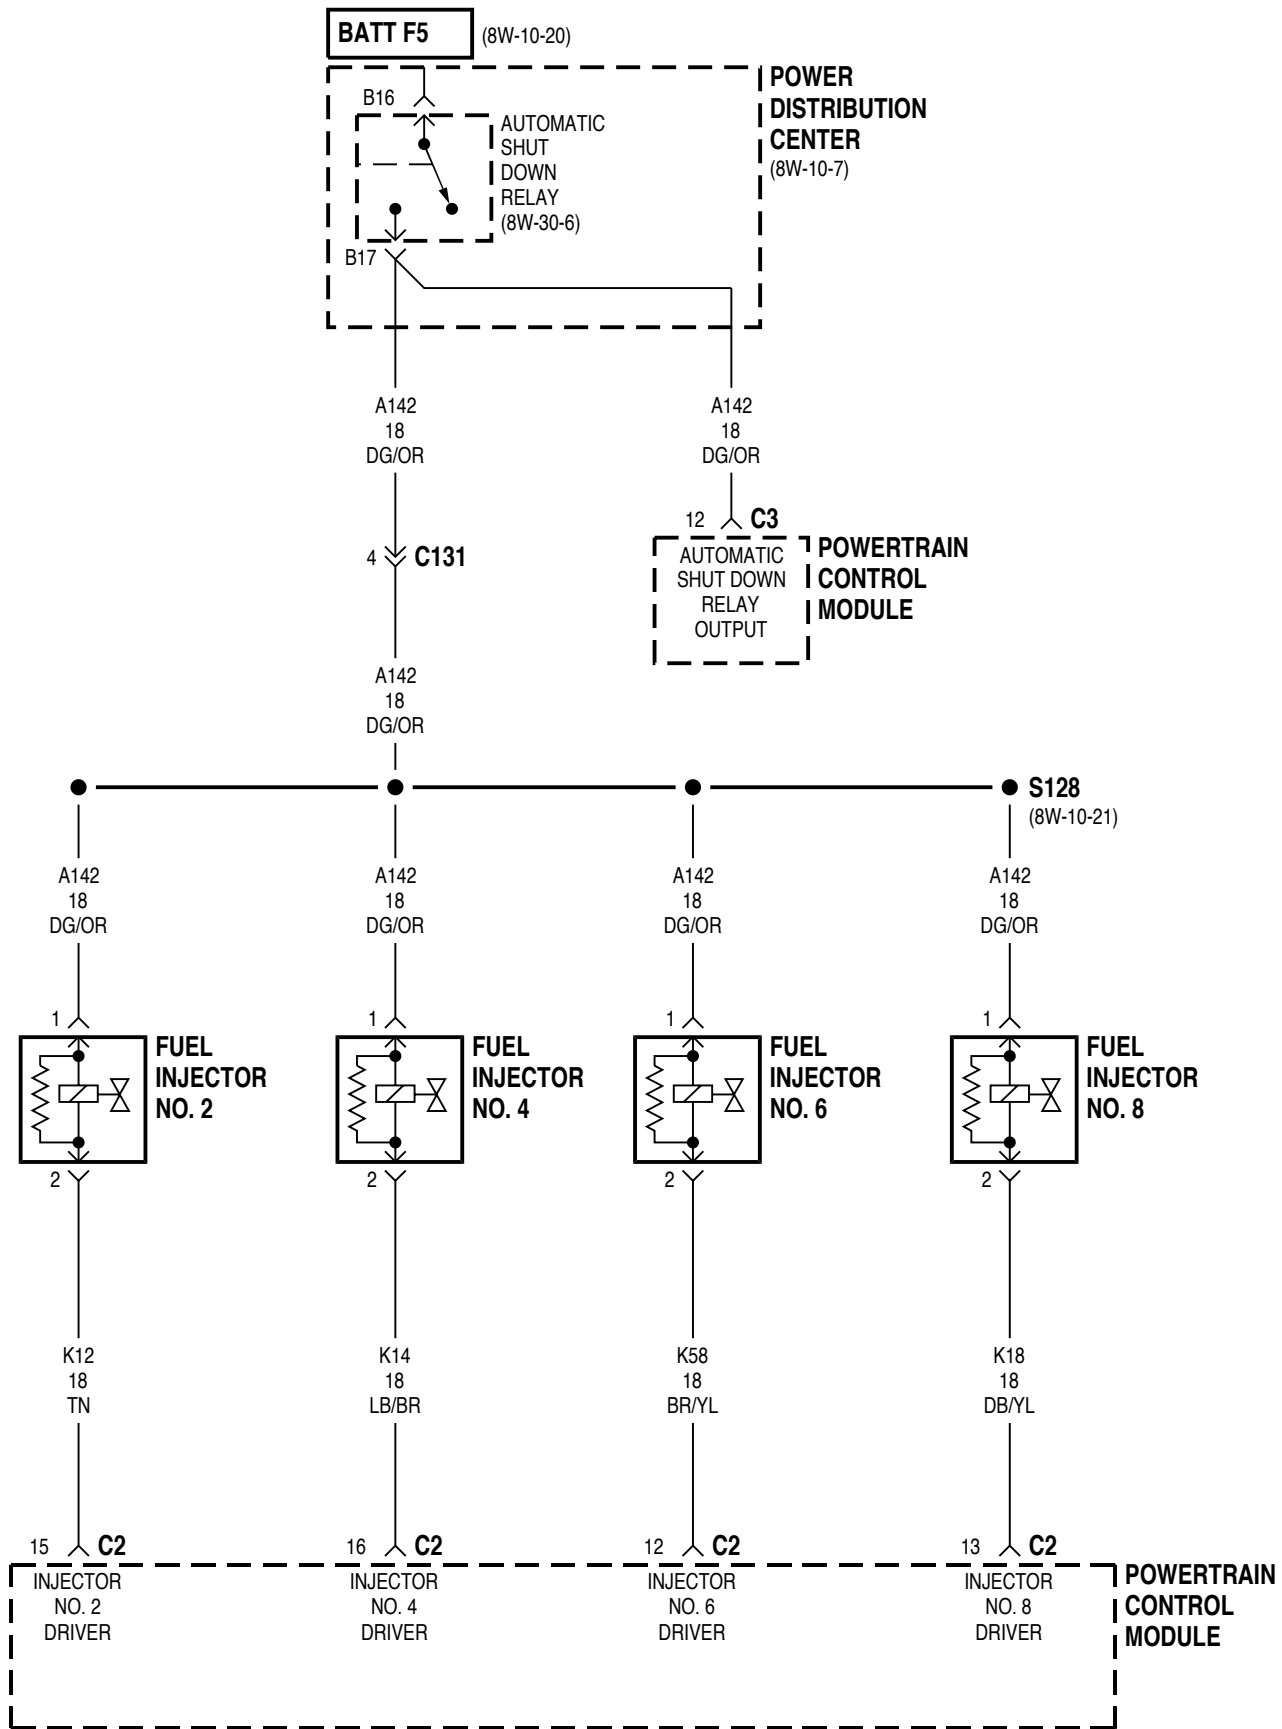 BATT F5 (8W-10-20)
POWER
DISTRIBUTION
CENTER
(8W-10-7)
B16
AUTOMATIC
SHUT
DOWN
RELAY
(8W-30-6)
B17
A142
18
DG/OR
A142
18
DG/OR
4 C131
12 C3
AUTOMATIC
SHUT DOWN
RELAY
OUTPUT
POWERTRAIN
CONTROL
MODULE
A142
18
DG/OR
S128
(8W-10-21)
A142
18
DG/OR
A142
18
DG/OR
A142
18
DG/OR
A142
18
DG/OR
1
FUEL
INJECTOR
NO. 2
2
1
FUEL
INJECTOR
NO. 4
2
1
FUEL
INJECTOR
NO. 6
2
1
FUEL
INJECTOR
NO. 8
2
K12
18
TN
K14
18
LB/BR
K58
18
BR/YL
K18
18
DB/YL
15 C2
INJECTOR
NO. 2
DRIVER
16 C2
INJECTOR
NO. 4
DRIVER
12 C2
INJECTOR
NO. 6
DRIVER
13 C2
INJECTOR
NO. 8
DRIVER
POWERTRAIN
CONTROL
MODULE